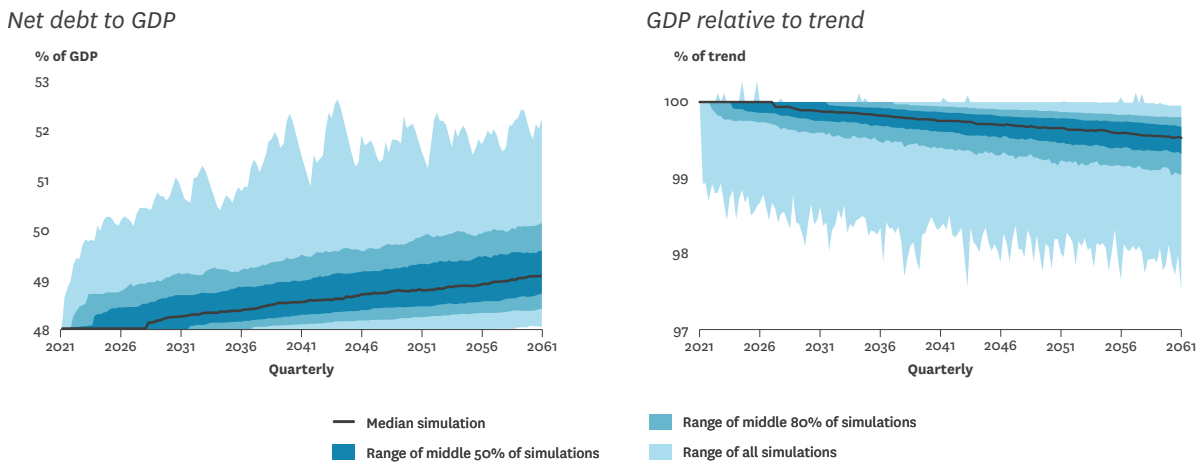 Net debt to GDP
% of GDP
53
52
51
50
49
48
2021 2026 2031 2036 2041 2046 2051 2056 2061
Quarterly
GDP relative to trend
% of trend
100
99
98
97
2021 2026 2031 2036 2041 2046 2051 2056 2061
Quarterly
Median simulation
Range of middle 50% of simulations
Range of middle 80% of simulations
Range of all simulations